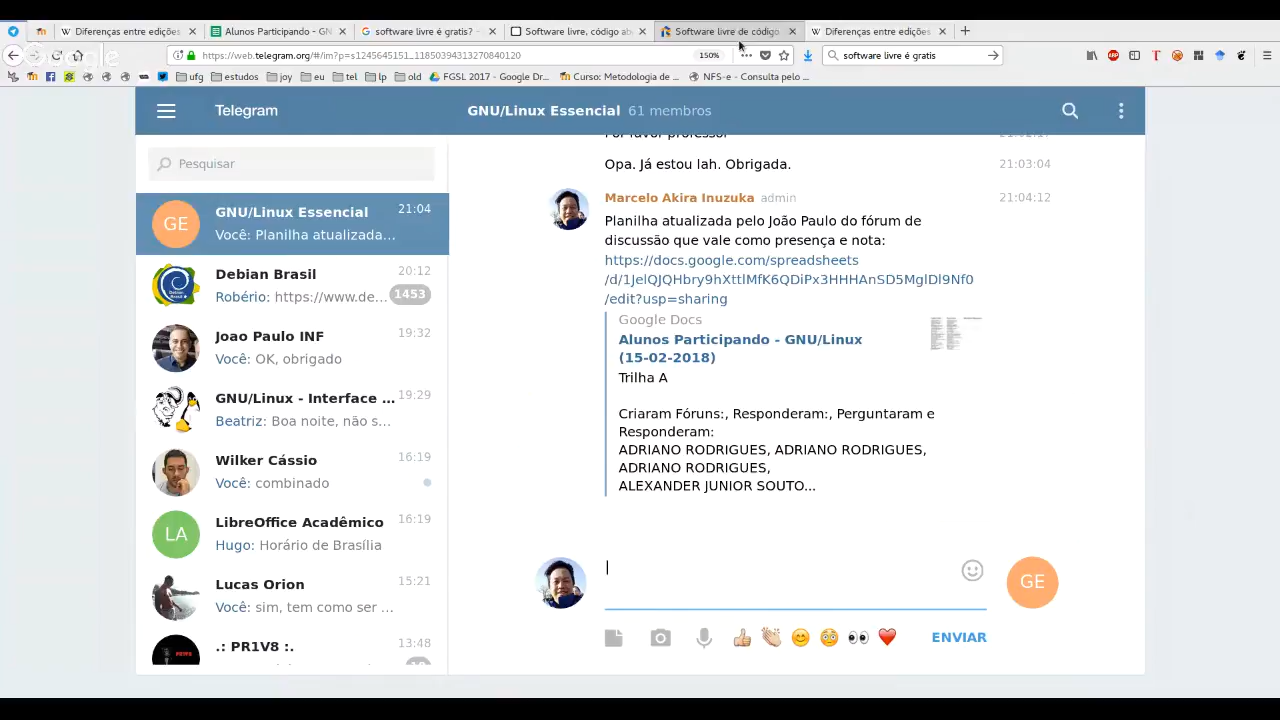 Diferenças entre edições
Alunos Participando - GN
software livre é gratis? -
Software livre, código ab
Software livre de código
Diferenças entre edições
https://web.telegram.org/#/im?p=s1245645151_11850394313270840120
150%
software livre é gratis
ufg
estudos
joy
eu
tel
lp
old
FGSL 2017 - Google Dr...
Curso: Metodologia de ...
NFS-e - Consulta pelo ...
Telegram
GNU/Linux Essencial 61 membros
Pesquisar
GNU/Linux Essencial 21:04
Você: Planilha atualizada...
Debian Brasil 20:12
Robério: https://www.de... 1453
Joao Paulo INF 19:32
Você: OK, obrigado
GNU/Linux - Interface ... 19:29
Beatriz: Boa noite, não s...
Wilker Cássio 16:19
Você: combinado
LibreOffice Acadêmico 16:19
Hugo: Horário de Brasília
Lucas Orion 15:21
Você: sim, tem como ser ...
.: PR1V8 :. 13:48
Por favor professor
Opa. Já estou lah. Obrigada. 21:03:04
Marcelo Akira Inuzuka admin 21:04:12
Planilha atualizada pelo João Paulo do fórum de
discussão que vale como presença e nota:
https://docs.google.com/spreadsheets
/d/1JelQJQHbry9hXttlMfK6QDiPx3HHHAnSD5MglDl9Nf0
/edit?usp=sharing
Google Docs
Alunos Participando - GNU/Linux
(15-02-2018)
Trilha A
Criaram Fóruns:, Responderam:, Perguntaram e
Responderam:
ADRIANO RODRIGUES, ADRIANO RODRIGUES,
ADRIANO RODRIGUES,
ALEXANDER JUNIOR SOUTO...
GE
GE
LA
ENVIAR